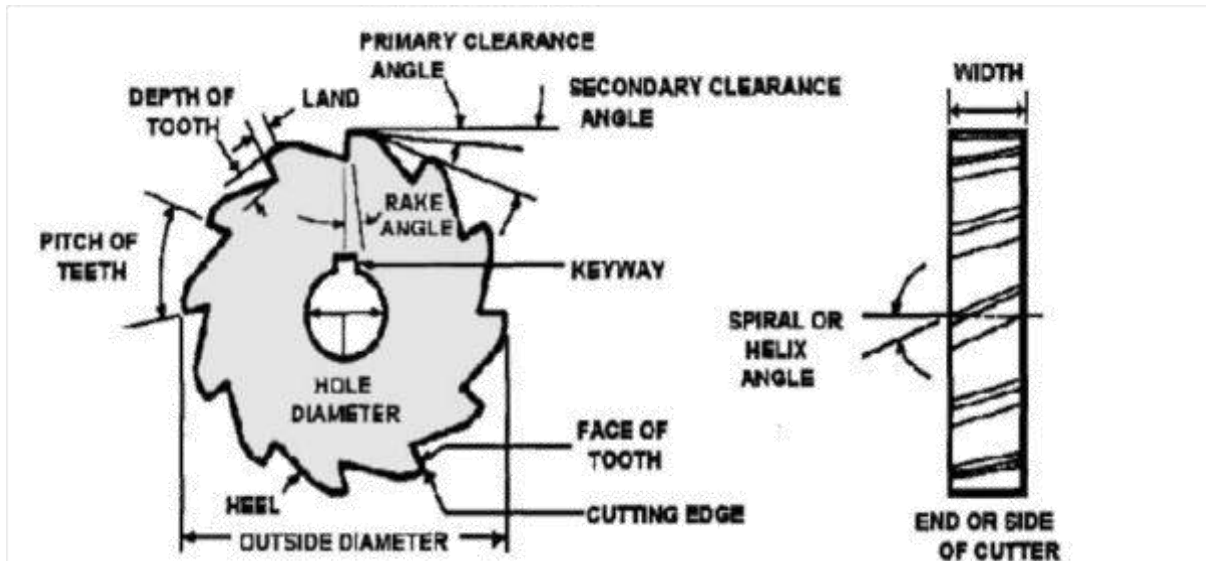 PRIMARY CLEARANCE
ANGLE
SECONDARY CLEARANCE
ANGLE
WIDTH
DEPTH OF
TOOTH
LAND
RAKE
ANGLE
PITCH OF
TEETH
KEYWAY
SPIRAL OR
HELIX
ANGLE
HOLE
DIAMETER
FACE OF
TOOTH
HEEL
CUTTING EDGE
OUTSIDE DIAMETER
END OR SIDE
OF CUTTER